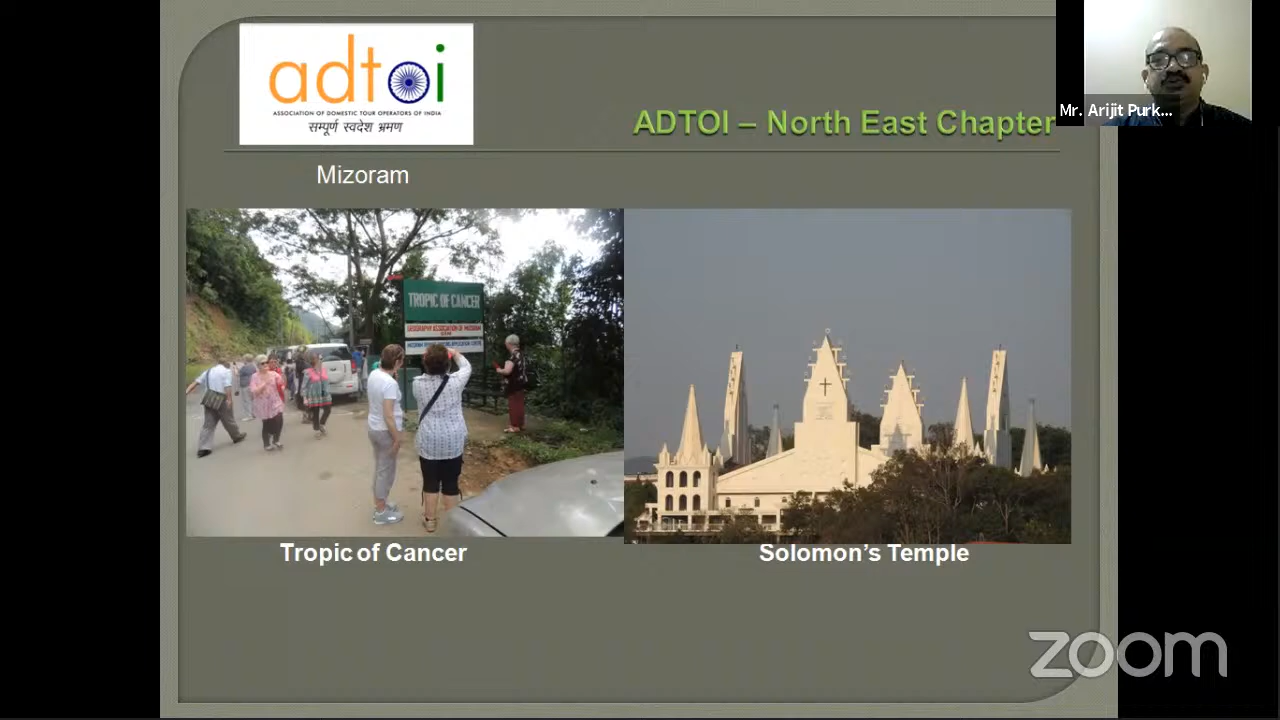 adtoi
ASSOCIATION OF DOMESTIC TOUR OPERATORS OF INDIA
सम्पूर्ण स्वदेश भ्रमण
ADTOI – North East Chapter
Mr. Arijit Purk...
Mizoram
TROPIC OF CANCER
GEOGRAPHY ASSOCIATION OF MIZORAM
Tropic of Cancer
Solomon's Temple
zoom